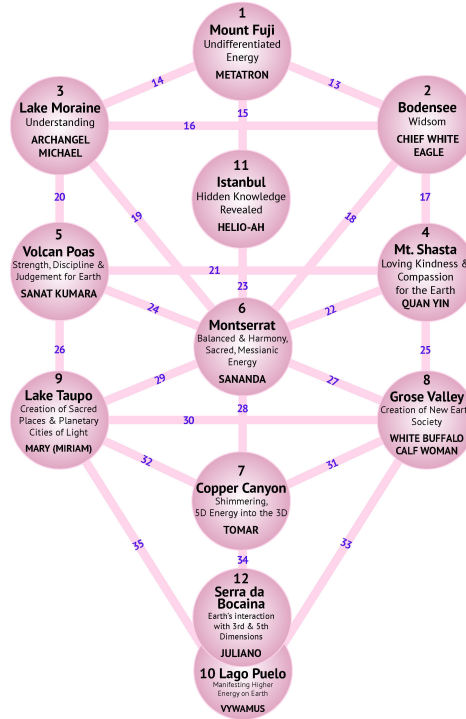 1
Mount Fuji
Undifferentiated
Energy
METATRON
14
13
3
Lake Moraine
Understanding
ARCHANGEL
MICHAEL
15
16
2
Bodensee
Widsom
CHIEF WHITE
EAGLE
11
Istanbul
Hidden Knowledge
Revealed
HELIO-AH
20
19
18
17
5
Volcan Poas
Strength, Discipline &
Judgement for Earth
SANAT KUMARA
21
23
4
Mt. Shasta
Loving Kindness &
Compassion
for the Earth
QUAN YIN
24
22
6
Montserrat
Balanced & Harmony,
Sacred, Messianic
Energy
SANANDA
26
25
29
27
9
Lake Taupo
Creation of Sacred
Places & Planetary
Cities of Light
MARY (MIRIAM)
28
30
8
Grose Valley
Creation of New Eart
Society
WHITE BUFFALO
CALF WOMAN
32
31
7
Copper Canyon
Shimmering,
5D Energy into the 3D
TOMAR
35
33
34
12
Serra da
Bocaina
Earth's interaction
with 3rd & 5th
Dimensions
JULIANO
10 Lago Puelo
Manifesting Higher
Energy on Earth
VYWAMUS